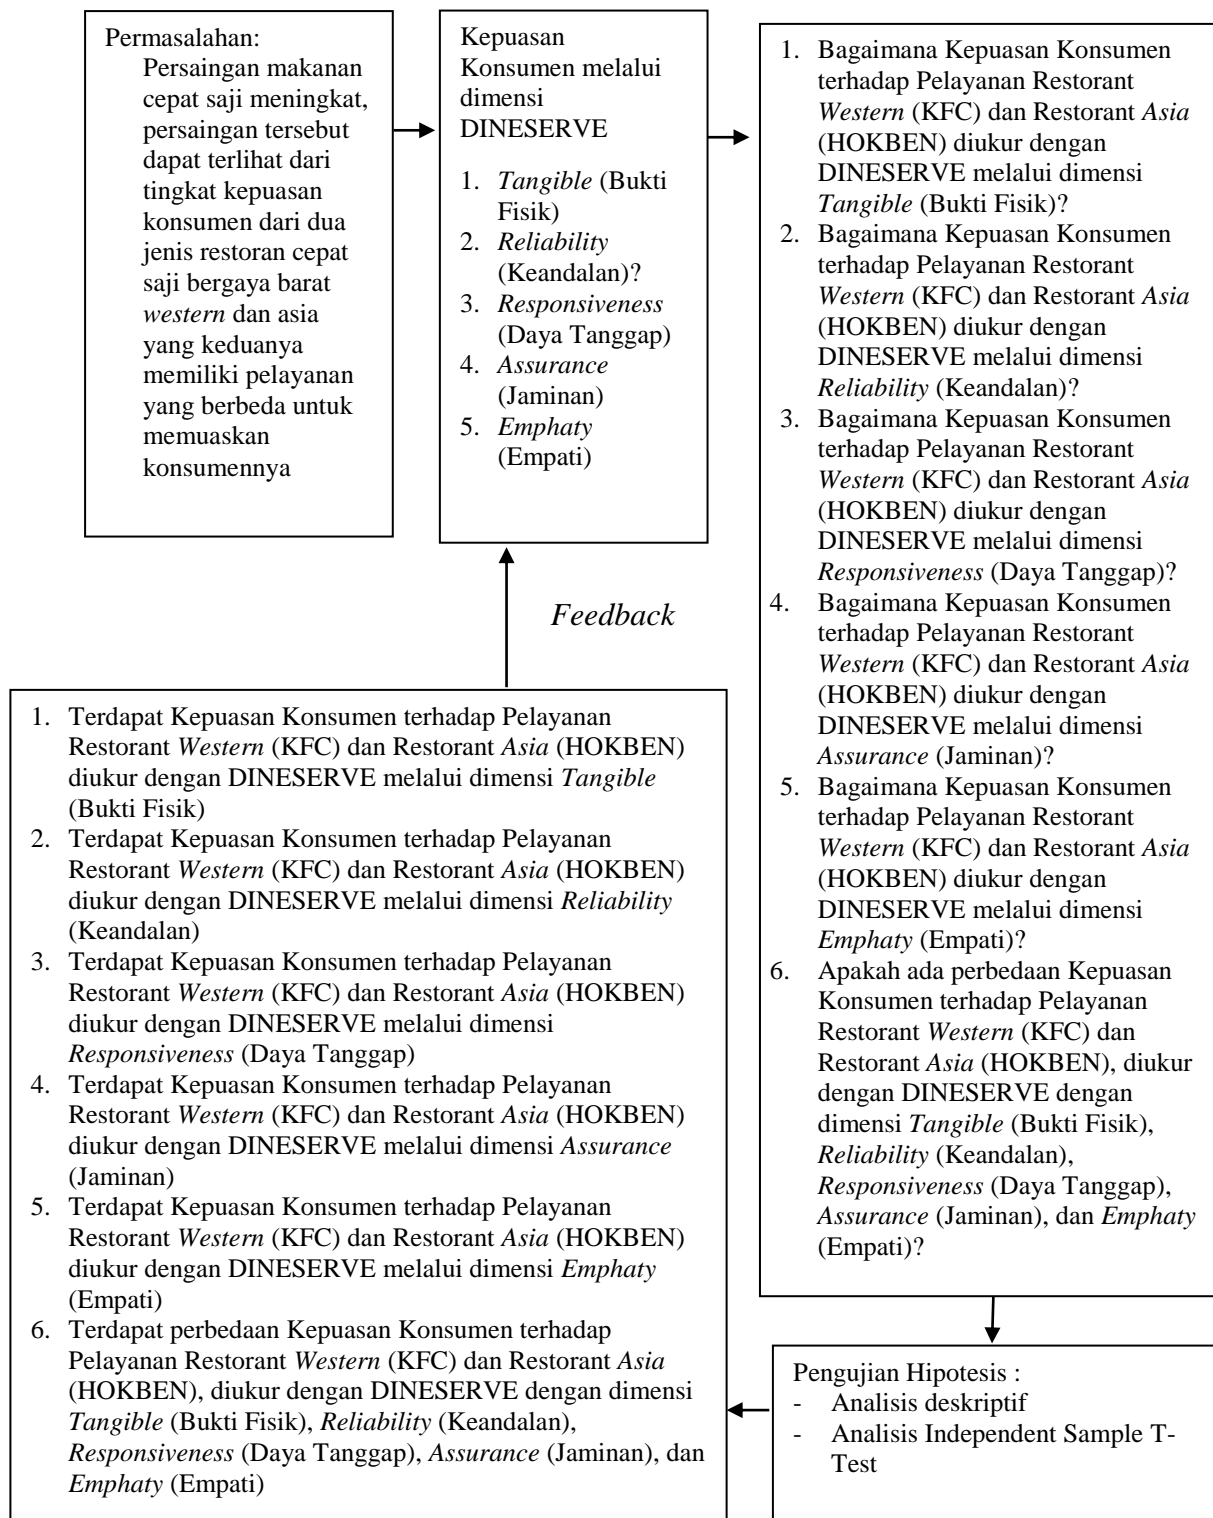 Permasalahan:
Persaingan makanan
cepat saji meningkat,
persaingan tersebut
dapat terlihat dari
tingkat kepuasan
konsumen dari dua
jenis restoran cepat
saji bergaya barat
western dan asia
yang keduanya
memiliki pelayanan
yang berbeda untuk
memuaskan
konsumennya
Kepuasan
Konsumen melalui
dimensi
DINESERVE
1. Tangible (Bukti
Fisik)
2. Reliability
(Keandalan)?
3. Responsiveness
(Daya Tanggap)
4. Assurance
(Jaminan)
5. Emphaty
(Empati)
1. Bagaimana Kepuasan Konsumen
terhadap Pelayanan Restorant
Western (KFC) dan Restorant Asia
(HOKBEN) diukur dengan
DINESERVE melalui dimensi
Tangible (Bukti Fisik)?
2. Bagaimana Kepuasan Konsumen
terhadap Pelayanan Restorant
Western (KFC) dan Restorant Asia
(HOKBEN) diukur dengan
DINESERVE melalui dimensi
Reliability (Keandalan)?
3. Bagaimana Kepuasan Konsumen
terhadap Pelayanan Restorant
Western (KFC) dan Restorant Asia
(HOKBEN) diukur dengan
DINESERVE melalui dimensi
Responsiveness (Daya Tanggap)?
4. Bagaimana Kepuasan Konsumen
terhadap Pelayanan Restorant
Western (KFC) dan Restorant Asia
(HOKBEN) diukur dengan
DINESERVE melalui dimensi
Assurance (Jaminan)?
5. Bagaimana Kepuasan Konsumen
terhadap Pelayanan Restorant
Western (KFC) dan Restorant Asia
(HOKBEN) diukur dengan
DINESERVE melalui dimensi
Emphaty (Empati)?
6. Apakah ada perbedaan Kepuasan
Konsumen terhadap Pelayanan
Restorant Western (KFC) dan
Restorant Asia (HOKBEN), diukur
dengan DINESERVE dengan
dimensi Tangible (Bukti Fisik),
Reliability (Keandalan),
Responsiveness (Daya Tanggap),
Assurance (Jaminan), dan Emphaty
(Empati)?
Pengujian Hipotesis :
- Analisis deskriptif
- Analisis Independent Sample T-
Test
1. Terdapat Kepuasan Konsumen terhadap Pelayanan
Restorant Western (KFC) dan Restorant Asia (HOKBEN)
diukur dengan DINESERVE melalui dimensi Tangible
(Bukti Fisik)
2. Terdapat Kepuasan Konsumen terhadap Pelayanan
Restorant Western (KFC) dan Restorant Asia (HOKBEN)
diukur dengan DINESERVE melalui dimensi Reliability
(Keandalan)
3. Terdapat Kepuasan Konsumen terhadap Pelayanan
Restorant Western (KFC) dan Restorant Asia (HOKBEN)
diukur dengan DINESERVE melalui dimensi
Responsiveness (Daya Tanggap)
4. Terdapat Kepuasan Konsumen terhadap Pelayanan
Restorant Western (KFC) dan Restorant Asia (HOKBEN)
diukur dengan DINESERVE melalui dimensi Assurance
(Jaminan)
5. Terdapat Kepuasan Konsumen terhadap Pelayanan
Restorant Western (KFC) dan Restorant Asia (HOKBEN)
diukur dengan DINESERVE melalui dimensi Emphaty
(Empati)
6. Terdapat perbedaan Kepuasan Konsumen terhadap
Pelayanan Restorant Western (KFC) dan Restorant Asia
(HOKBEN), diukur dengan DINESERVE dengan dimensi
Tangible (Bukti Fisik), Reliability (Keandalan),
Responsiveness (Daya Tanggap), Assurance (Jaminan), dan
Emphaty (Empati)
Feedback